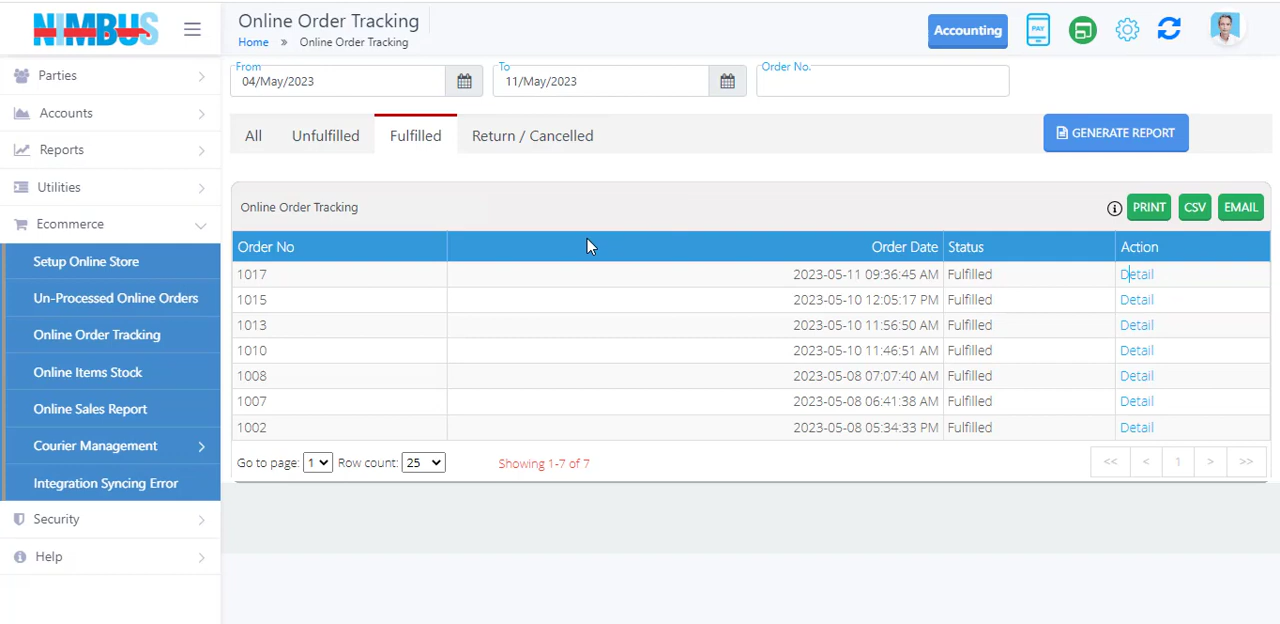 NIMBUS
Online Order Tracking
Home » Online Order Tracking
Accounting
PAY
Parties
Accounts
Reports
Utilities
Ecommerce
Setup Online Store
Un-Processed Online Orders
Online Order Tracking
Online Items Stock
Online Sales Report
Courier Management
Integration Syncing Error
Security
Help
From
04/May/2023
To
11/May/2023
Order No.
All Unfulfilled Fulfilled Return / Cancelled
GENERATE REPORT
Online Order Tracking
PRINT CSV EMAIL
Order No Order Date Status Action
1017 2023-05-11 09:36:45 AM Fulfilled Detail
1015 2023-05-10 12:05:17 PM Fulfilled Detail
1013 2023-05-10 11:56:50 AM Fulfilled Detail
1010 2023-05-10 11:46:51 AM Fulfilled Detail
1008 2023-05-08 07:07:40 AM Fulfilled Detail
1007 2023-05-08 06:41:38 AM Fulfilled Detail
1002 2023-05-08 05:34:33 PM Fulfilled Detail
Go to page: 1 Row count: 25 Showing 1-7 of 7 << < 1 > >>